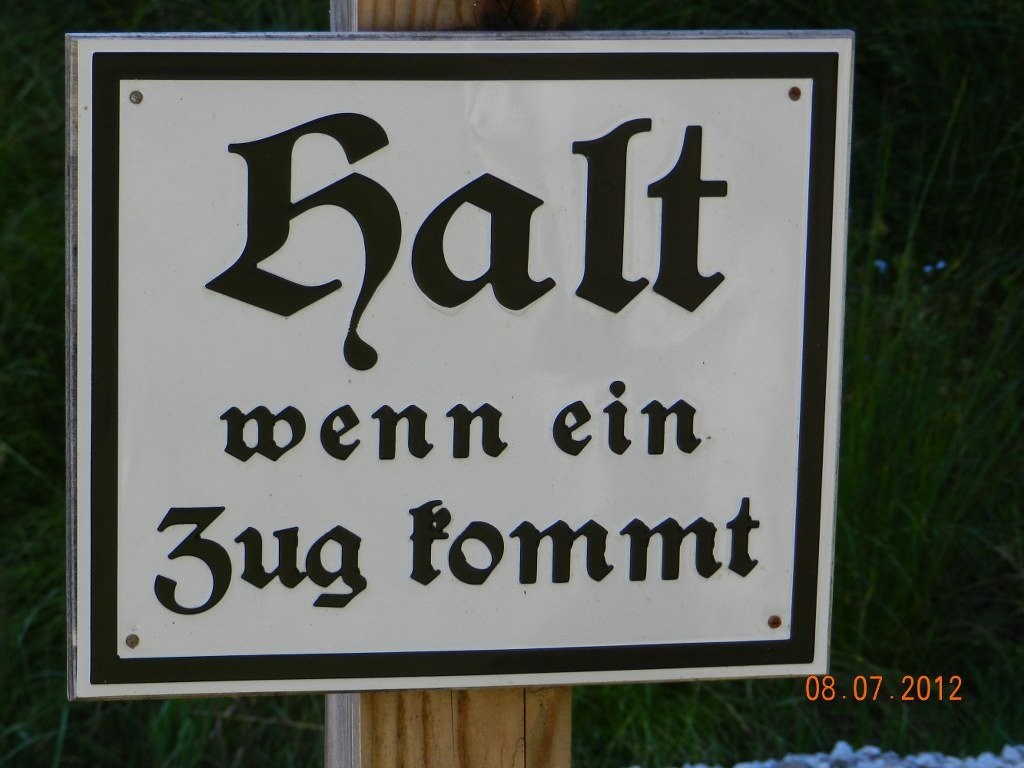 Halt
wenn ein
Zug kommt
08.07.2012